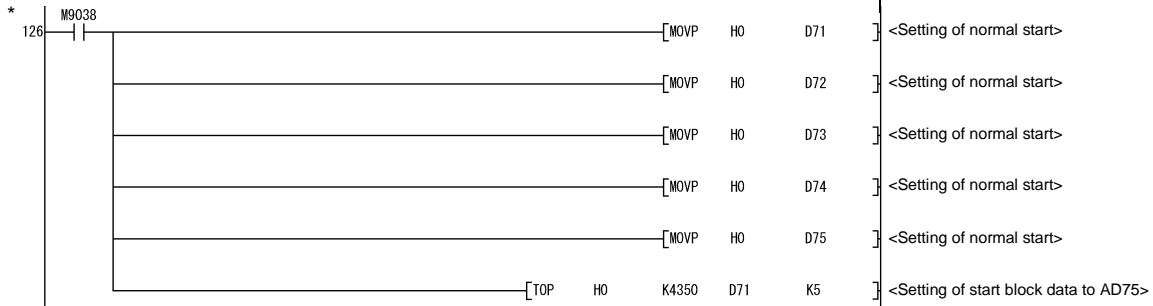 *
M9038
126 [MOVP H0 D71 ] <Setting of normal start>
[MOVP H0 D72 ] <Setting of normal start>
[MOVP H0 D73 ] <Setting of normal start>
[MOVP H0 D74 ] <Setting of normal start>
[MOVP H0 D75 ] <Setting of normal start>
[TOP H0 K4350 D71 K5 ] <Setting of start block data to AD75>